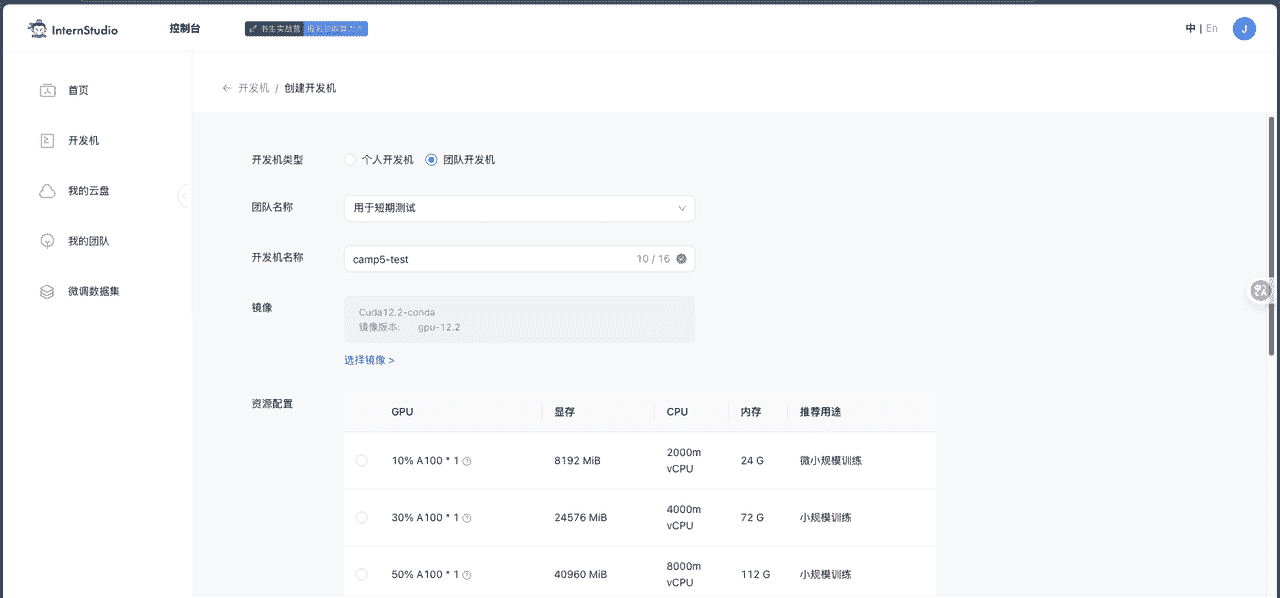 InternStudio 控制台 书生实战营 中 | En J
← 开发机 / 创建开发机
首页
开发机
我的云盘
我的团队
微调数据集
开发机类型 个人开发机 团队开发机
团队名称 用于短期测试
开发机名称 camp5-test 10 / 16
镜像 Cuda12.2-conda
镜像版本: gpu-12.2
选择镜像 >
资源配置 GPU 显存 CPU 内存 推荐用途
10% A100 * 1 8192 MiB 2000m vCPU 24 G 微小规模训练
30% A100 * 1 24576 MiB 4000m vCPU 72 G 小规模训练
50% A100 * 1 40960 MiB 8000m vCPU 112 G 小规模训练